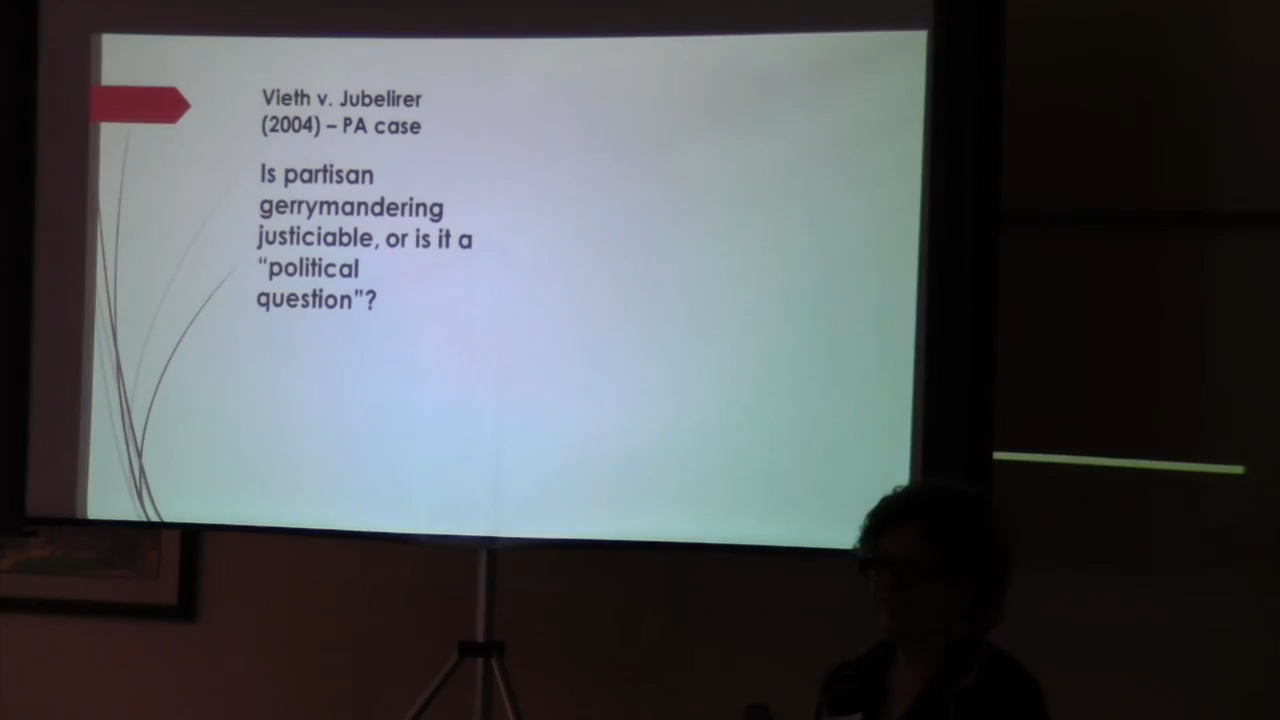 Vieth v. Jubelirer
(2004) – PA case
Is partisan
gerrymandering
justiciable, or is it a
“political
question”?